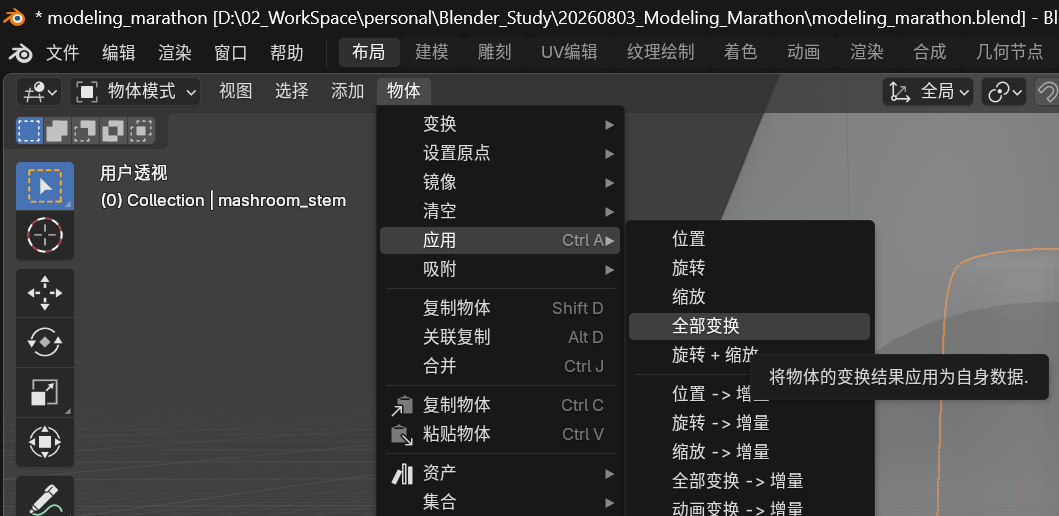 * modeling_marathon [D:\02_WorkSpace\personal\Blender_Study\20260803_Modeling_Marathon\modeling_marathon.blend] - Bl
文件 编辑 渲染 窗口 帮助 布局 建模 雕刻 UV编辑 纹理绘制 着色 动画 渲染 合成 几何节点
物体模式 视图 选择 添加 物体 全局
用户透视
(0) Collection | mashroom_stem
变换
设置原点
镜像
清空
应用 Ctrl A
吸附
复制物体 Shift D
关联复制 Alt D
合并 Ctrl J
复制物体 Ctrl C
粘贴物体 Ctrl V
资产
集合
位置
旋转
缩放
全部变换
旋转 + 缩放
位置 -> 增量
旋转 -> 增量
缩放 -> 增量
全部变换 -> 增量
动画变换 -> 增量
将物体的变换结果应用为自身数据.